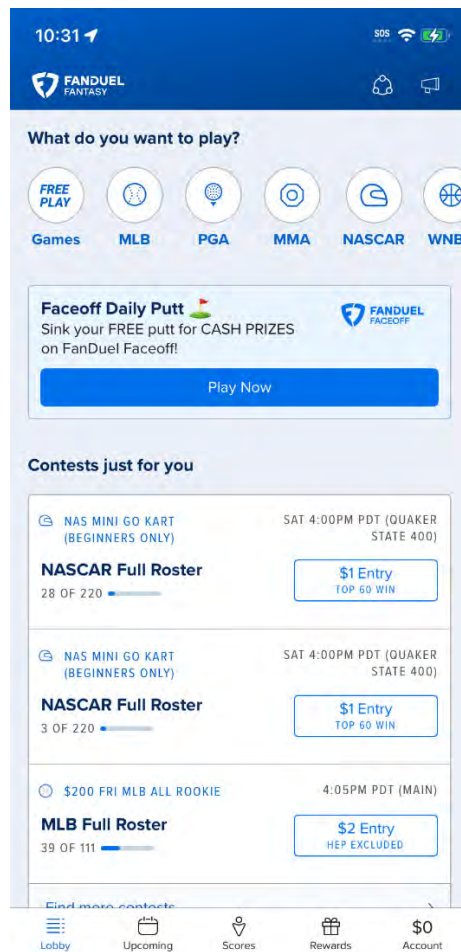 10:31
SOS
FANDUEL
FANTASY
What do you want to play?
FREE
PLAY
Games MLB PGA MMA NASCAR WNB
Faceoff Daily Putt
Sink your FREE putt for CASH PRIZES
on FanDuel Faceoff!
FANDUEL
FACEOFF
Play Now
Contests just for you
NAS MINI GO KART
(BEGINNERS ONLY)
SAT 4:00PM PDT (QUAKER
STATE 400)
NASCAR Full Roster
28 OF 220
$1 Entry
TOP 60 WIN
NAS MINI GO KART
(BEGINNERS ONLY)
SAT 4:00PM PDT (QUAKER
STATE 400)
NASCAR Full Roster
3 OF 220
$1 Entry
TOP 60 WIN
$200 FRI MLB ALL ROOKIE
4:05PM PDT (MAIN)
MLB Full Roster
39 OF 111
$2 Entry
HEP EXCLUDED
Find more contests
Lobby Upcoming Scores Rewards $0 Account